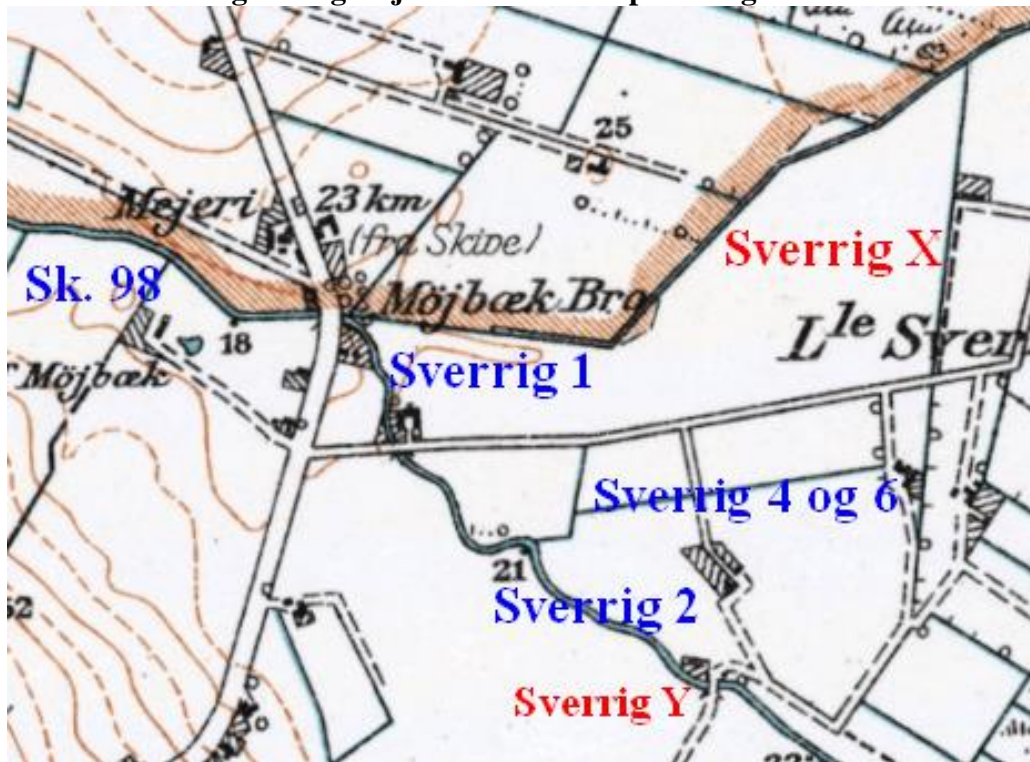 25
Mejeri
23 km
(fra Skive)
Sverrig X
Sk. 98
Möjbæk Bro
18
Lle Sver
Möjbæk
Sverrig 1
Sverrig 4 og 6
21
Sverrig 2
Sverrig Y